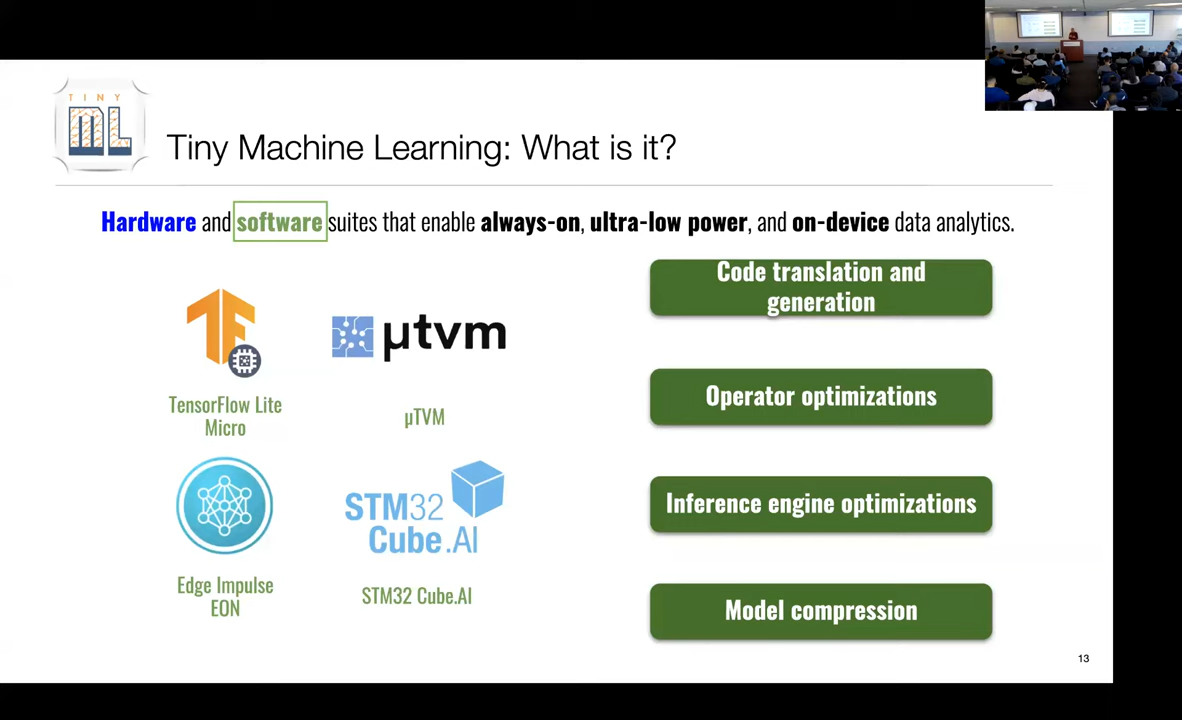 TINY
ML
Tiny Machine Learning: What is it?
Hardware and software suites that enable always-on, ultra-low power, and on-device data analytics.
TensorFlow Lite
Micro
µtvm
µTVM
Edge Impulse
EON
STM32
Cube.AI
STM32 Cube.AI
Code translation and
generation
Operator optimizations
Inference engine optimizations
Model compression
13